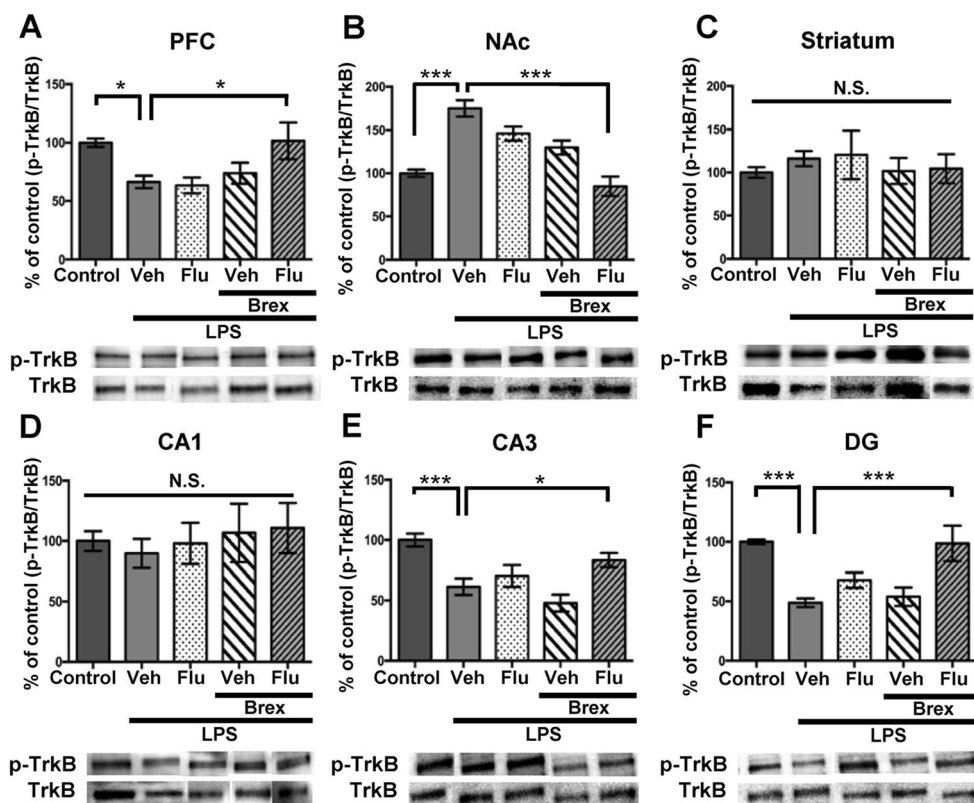 A
PFC
% of control (p-TrkB/TrkB)
150
100
50
0
*
*
Control Veh Flu Veh Flu
Brex
LPS
p-TrkB
TrkB
B
NAc
% of control (p-TrkB/TrkB)
200
150
100
50
0
***
***
Control Veh Flu Veh Flu
Brex
LPS
p-TrkB
TrkB
C
Striatum
% of control (p-TrkB/TrkB)
200
150
100
50
0
N.S.
Control Veh Flu Veh Flu
Brex
LPS
p-TrkB
TrkB
D
CA1
% of control (p-TrkB/TrkB)
150
100
50
0
N.S.
Control Veh Flu Veh Flu
Brex
LPS
p-TrkB
TrkB
E
CA3
% of control (p-TrkB/TrkB)
150
100
50
0
***
*
Control Veh Flu Veh Flu
Brex
LPS
p-TrkB
TrkB
F
DG
% of control (p-TrkB/TrkB)
150
100
50
0
***
***
Control Veh Flu Veh Flu
Brex
LPS
p-TrkB
TrkB